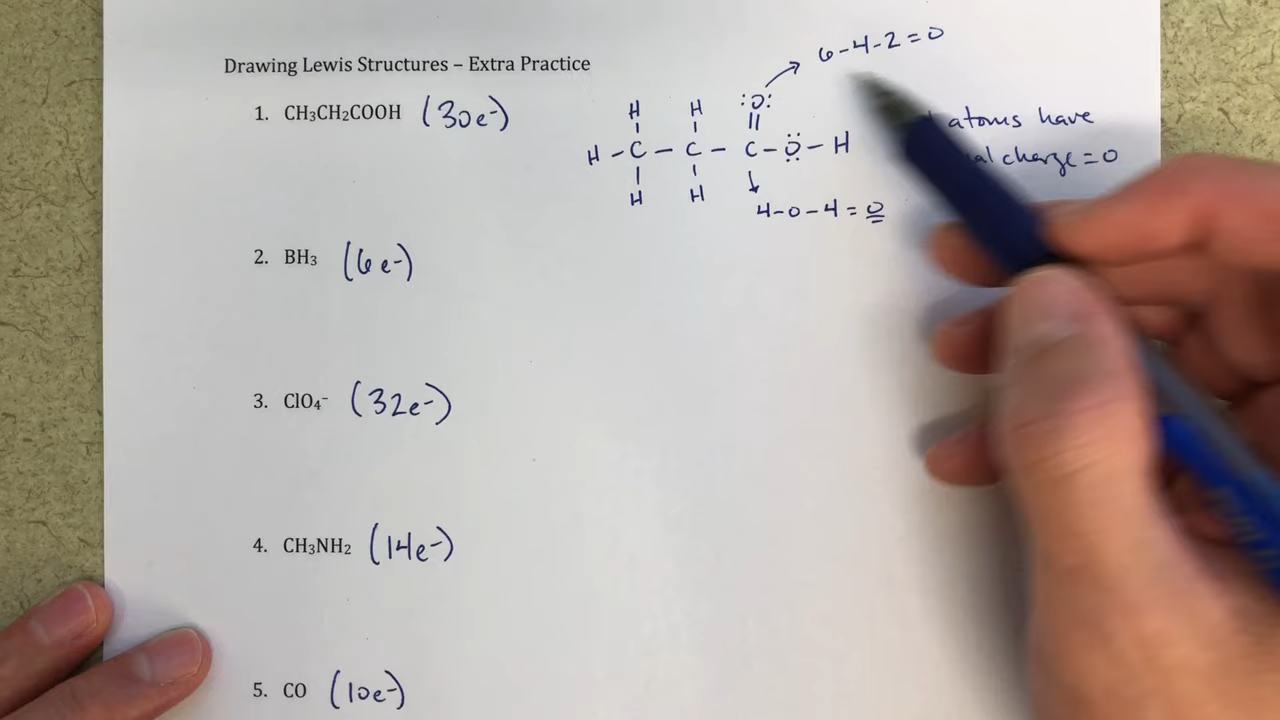 Drawing Lewis Structures – Extra Practice
6-4-2=0
1. CH₃CH₂COOH (30e-)
H H :O:
atoms have
H - C - C - C - O - H
charge=0
H H
4-0-4=0
2. BH₃ (6e-)
3. ClO₄⁻ (32e-)
4. CH₃NH₂ (14e-)
5. CO (10e-)